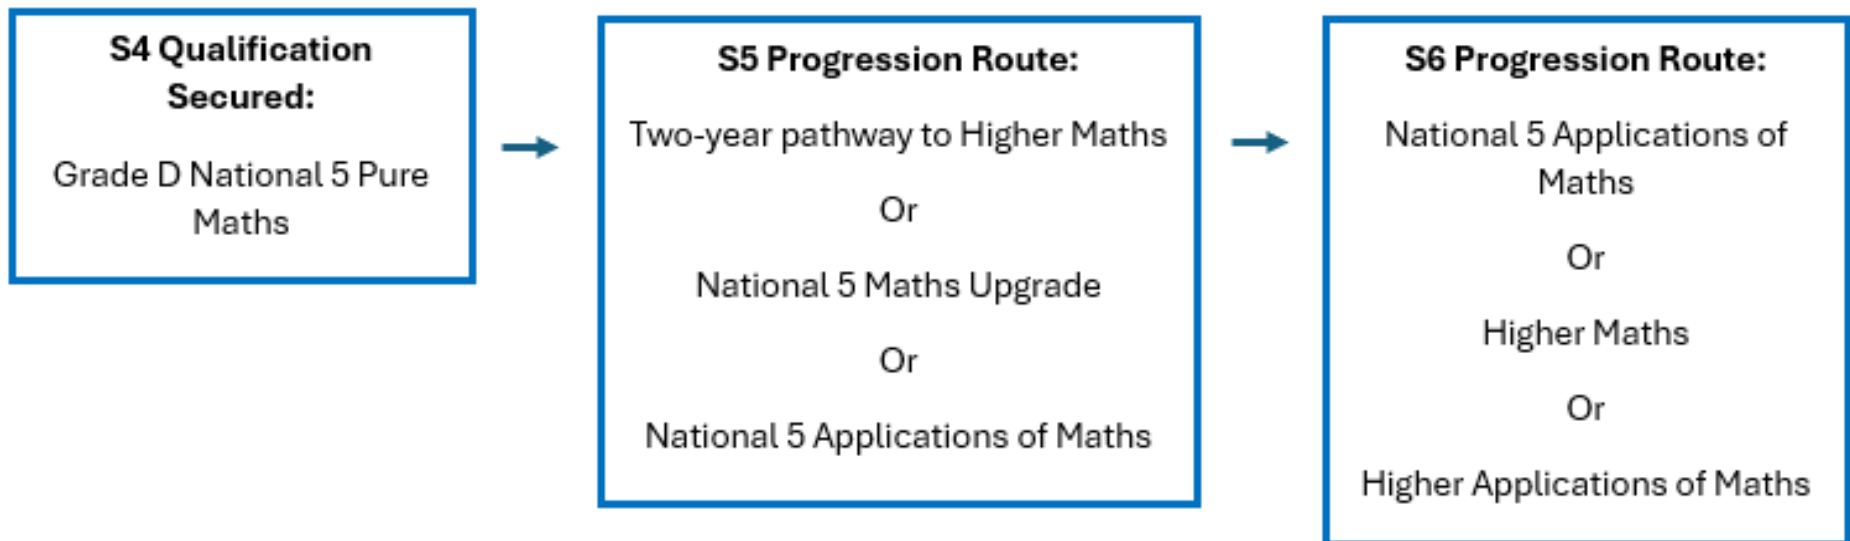 S4 Qualification
Secured:
Grade D National 5 Pure
Maths
S5 Progression Route:
Two-year pathway to Higher Maths
Or
National 5 Maths Upgrade
Or
National 5 Applications of Maths
S6 Progression Route:
National 5 Applications of
Maths
Or
Higher Maths
Or
Higher Applications of Maths